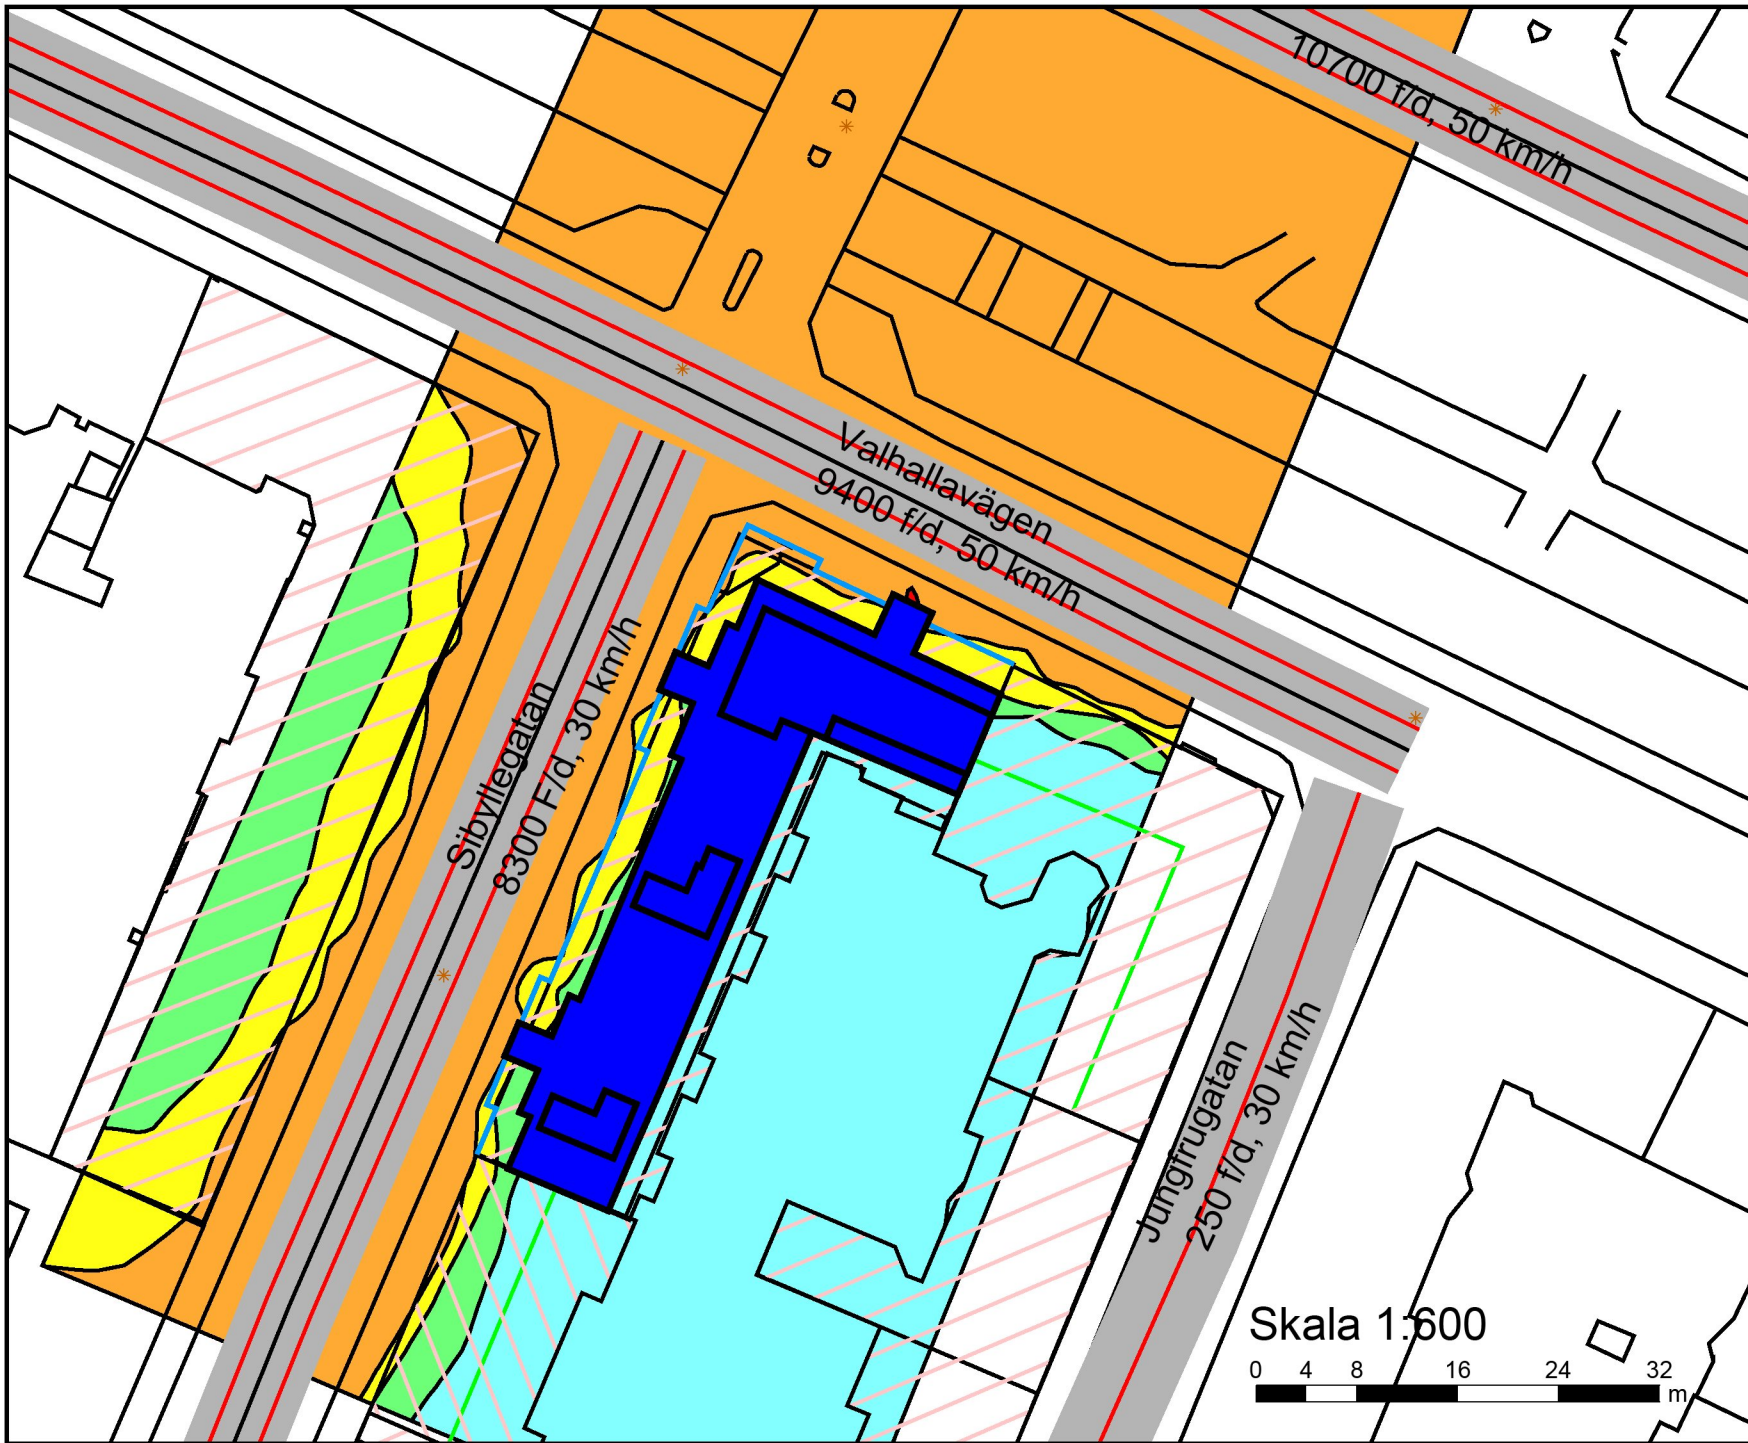 10700 f/d, 50 km/h
Valhallavägen
9400 f/d, 50 km/h
Sibyllegatan
8300 F/d, 30 km/h
Jungfrugatan
250 f/d, 30 km/h
Skala 1:600
0 4 8 16 24 32
m